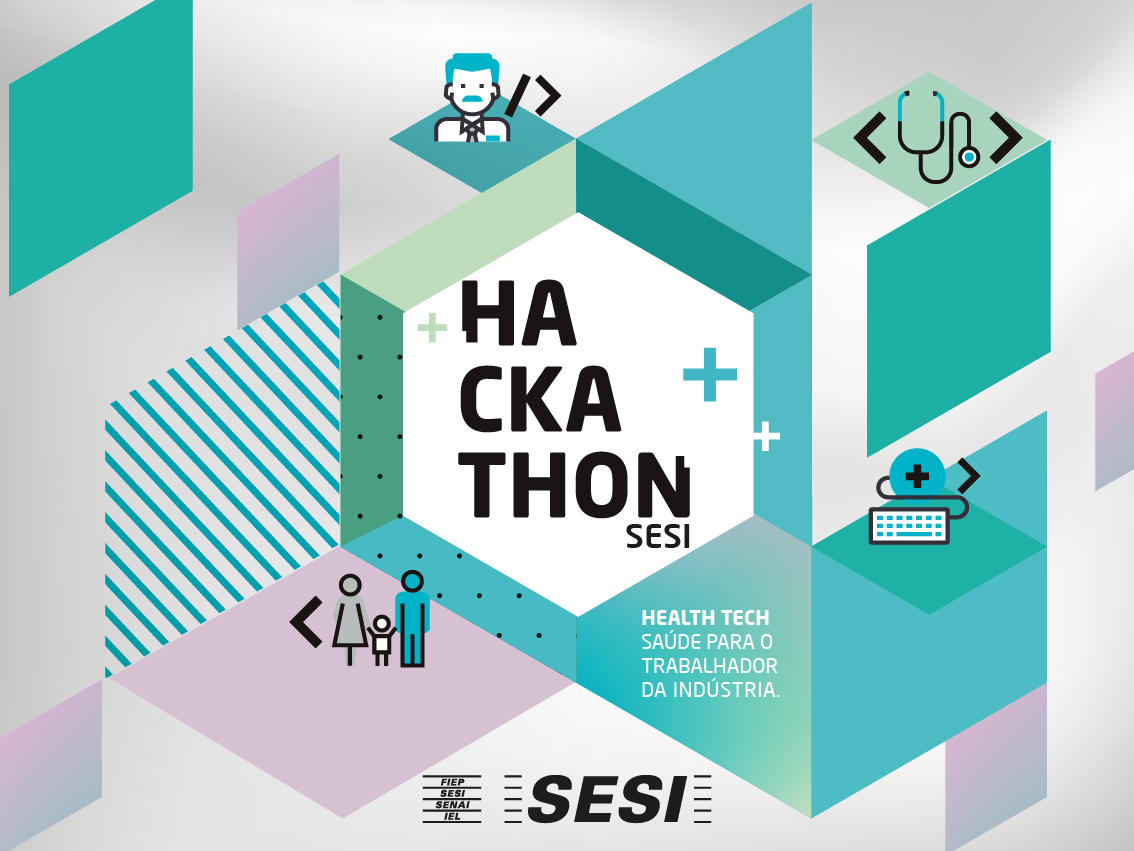 HA
CKA
THON
SESI
HEALTH TECH
SAÚDE PARA O
TRABALHADOR
DA INDÚSTRIA.
FIEP
SESI
SENAI
IEL
SESI